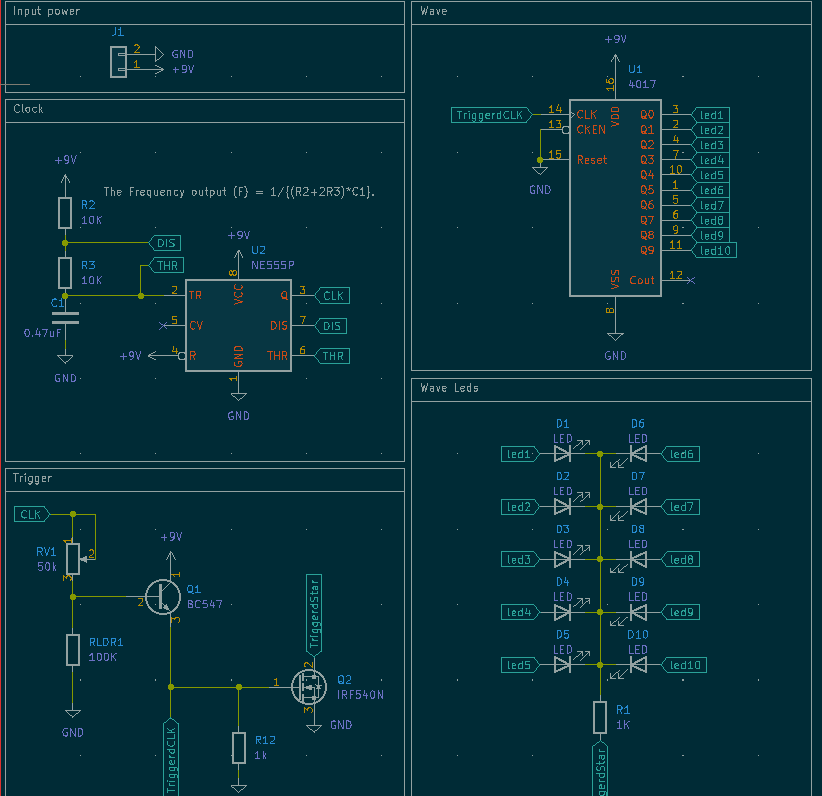 Input power
J1
2
GND
1
+9V
Clock
+9V
The Frequency output (F) = 1/{(R2+2R3)*C1}.
R2
10K
DIS
+9V
R3
10K
THR
U2
NE555P
8
VCC
C1
0.47uF
2
TR
Q
3
CLK
5
CV
DIS
7
DIS
+9V
4
R
GND
THR
6
THR
1
GND
GND
Trigger
CLK
1
RV1
50k
2
3
+9V
1
Q1
BC547
2
3
RLDR1
100K
GND
TriggerdStar
2
1
Q2
IRF540N
3
GND
TriggerdCLK
R12
1k
Wave
+9V
16
U1
4017
TriggerdCLK
14
CLK
VDD
Q0
3
led1
13
CKEN
Q1
2
led2
Q2
4
led3
15
Reset
Q3
7
led4
Q4
10
led5
GND
Q5
1
led6
Q6
5
led7
Q7
6
led8
Q8
9
led9
Q9
11
led10
VSS
Cout
12
8
GND
Wave Leds
D1
LED
D6
LED
led1
led6
D2
LED
D7
LED
led2
led7
D3
LED
D8
LED
led3
led8
D4
LED
D9
LED
led4
led9
D5
LED
D10
LED
led5
led10
R1
1K